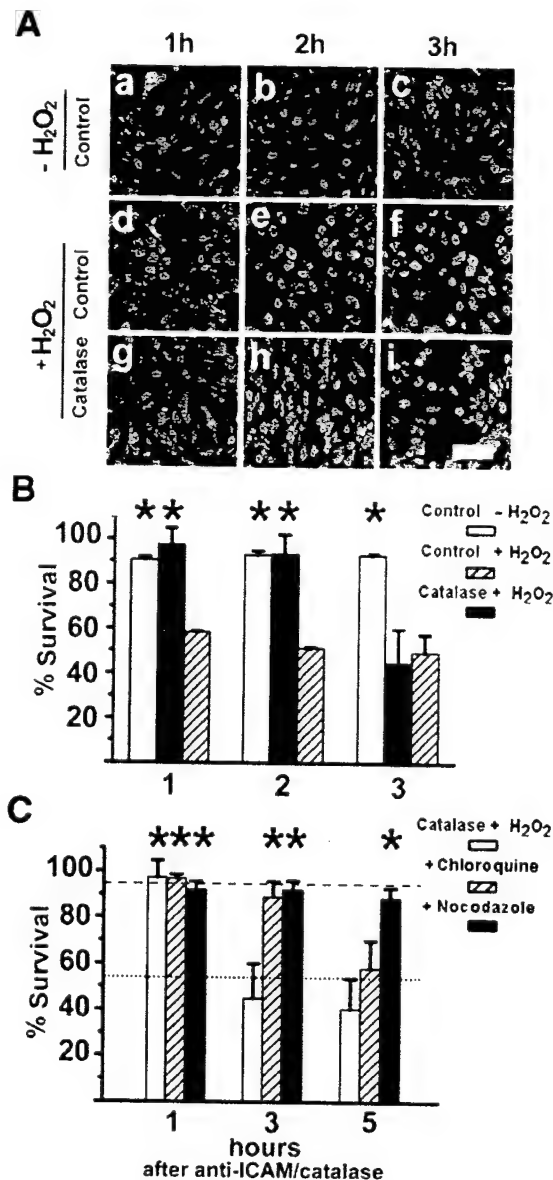 A
1h 2h 3h
- H₂O₂
Control
a b c
+H₂O₂
Control
d e f
Catalase
g h i
B
% Survival
100
80
60
40
20
* * * * *
Control - H₂O₂
Control + H₂O₂
Catalase + H₂O₂
1 2 3
C
% Survival
100
80
60
40
20
*** ** *
Catalase + H₂O₂
+ Chloroquine
+ Nocodazole
1 3 5
hours
after anti-ICAM/catalase